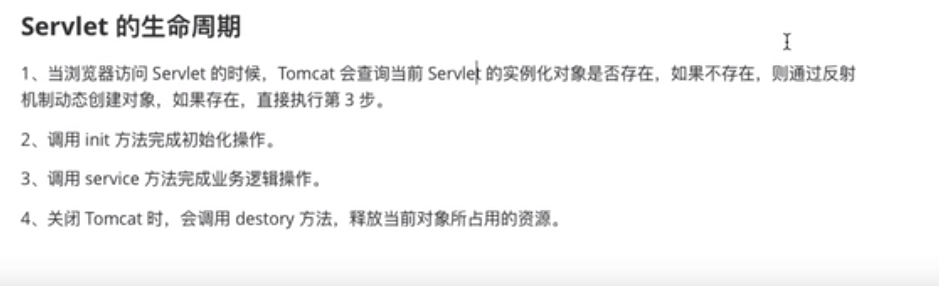 Servlet 的生命周期
1、当浏览器访问 Servlet 的时候，Tomcat 会查询当前 Servlet 的实例化对象是否存在，如果不存在，则通过反射
机制动态创建对象，如果存在，直接执行第 3 步。
2、调用 init 方法完成初始化操作。
3、调用 service 方法完成业务逻辑操作。
4、关闭 Tomcat 时，会调用 destory 方法，释放当前对象所占用的资源。